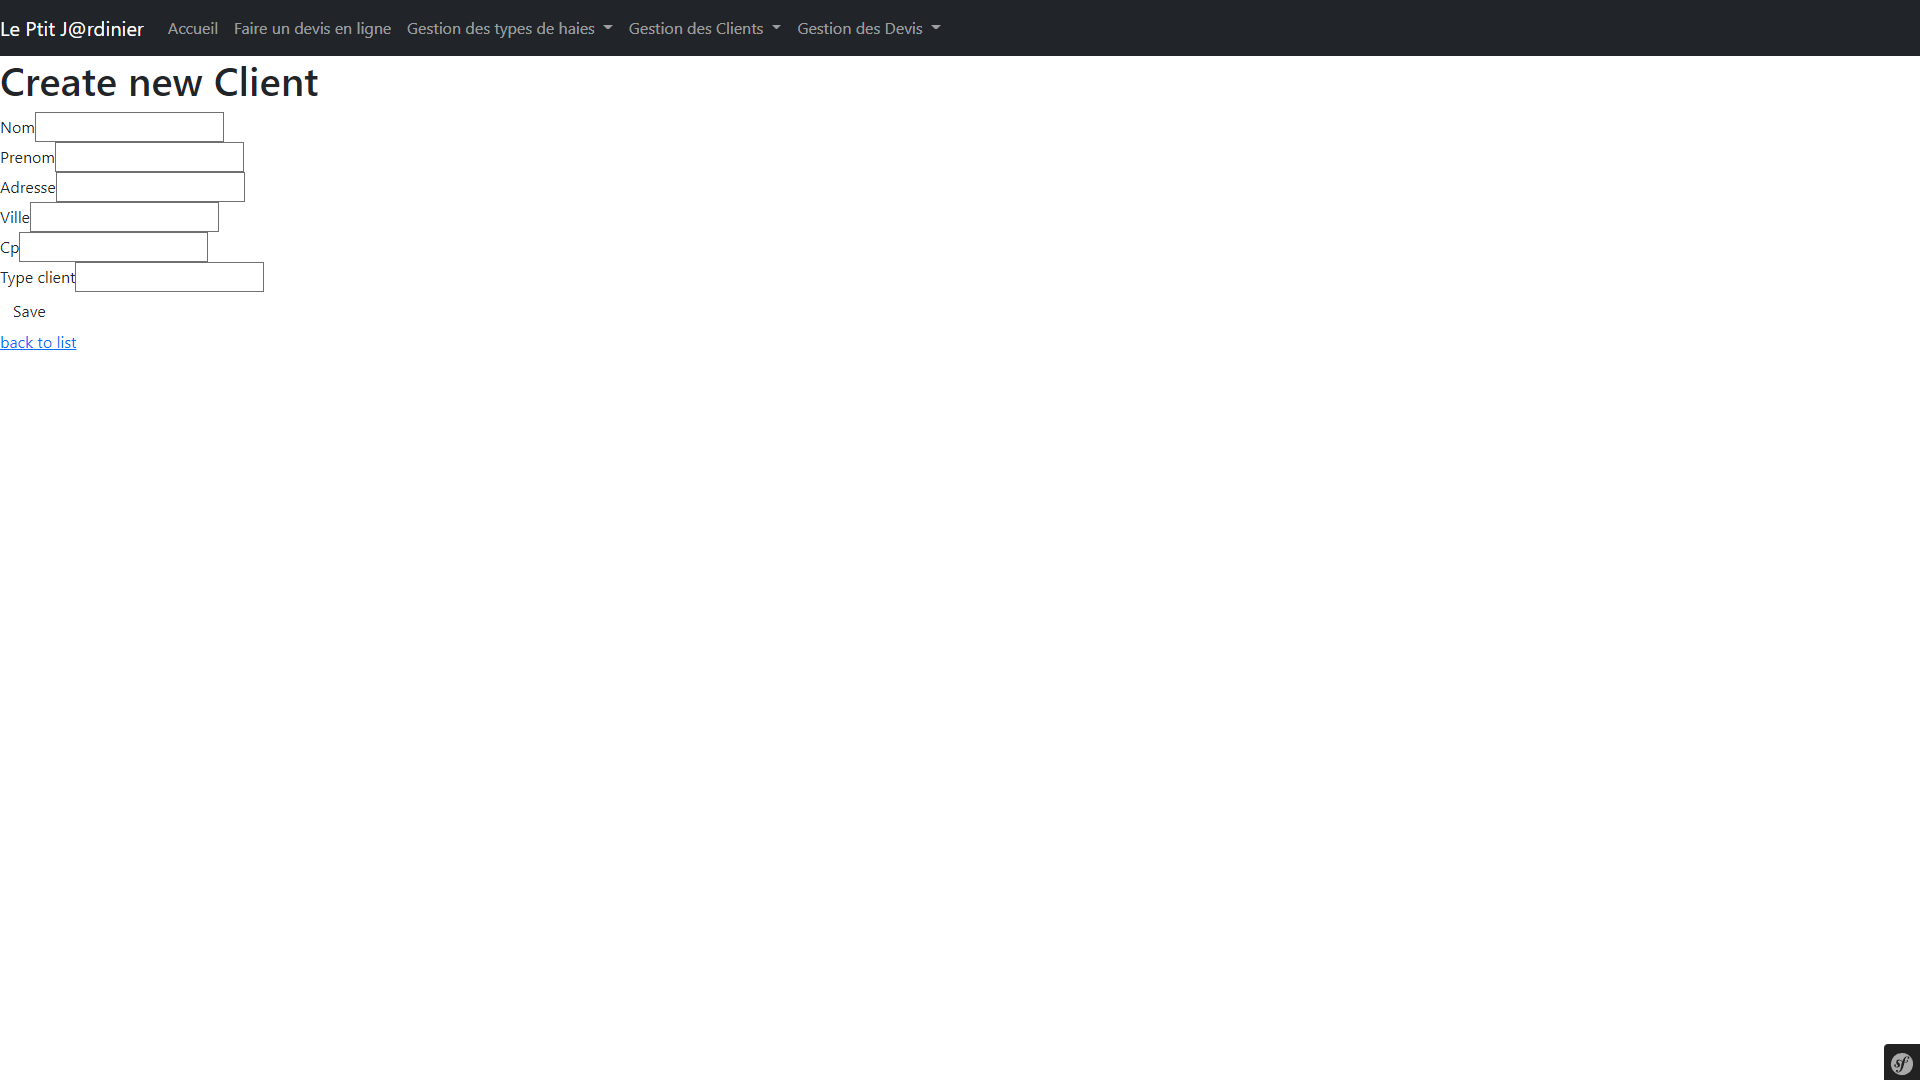 Le Ptit J@rdinier Accueil Faire un devis en ligne Gestion des types de haies Gestion des Clients Gestion des Devis
Create new Client
Nom
Prenom
Adresse
Ville
Cp
Type client
Save
back to list
sf